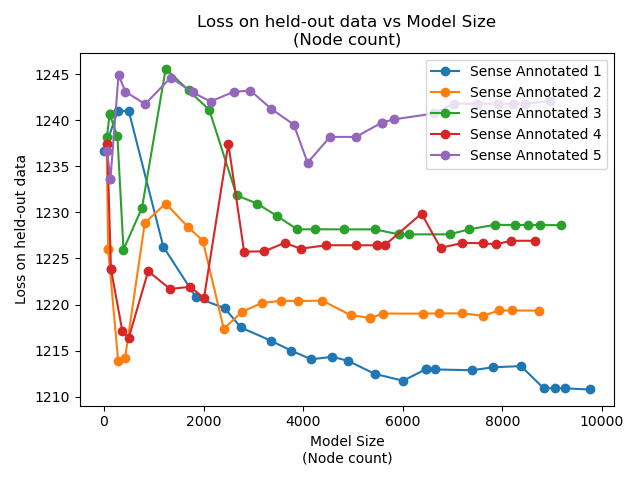 Loss on held-out data vs Model Size
(Node count)
Loss on held-out data
1245
1240
1235
1230
1225
1220
1215
1210
Sense Annotated 1
Sense Annotated 2
Sense Annotated 3
Sense Annotated 4
Sense Annotated 5
0
2000
4000
6000
8000
10000
Model Size
(Node count)